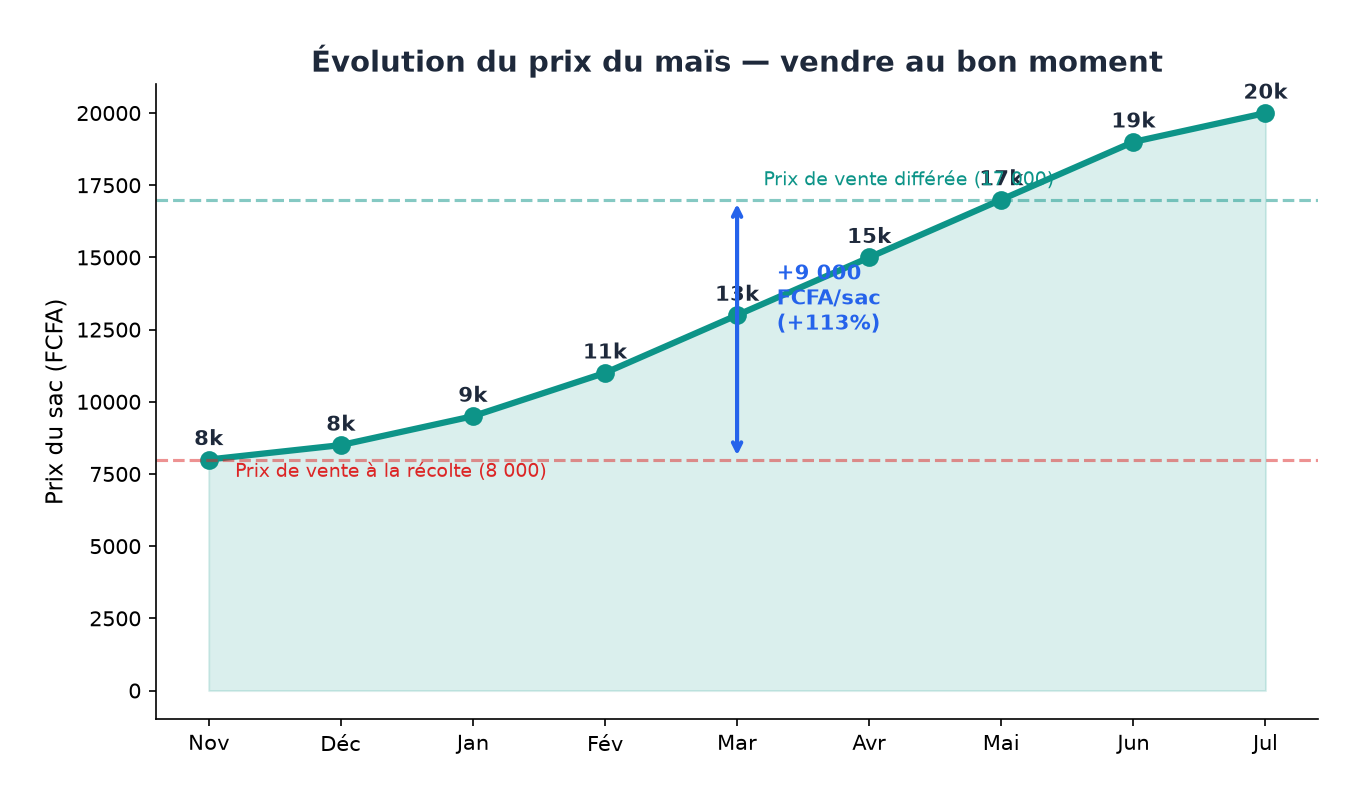 Évolution du prix du maïs — vendre au bon moment
Prix du sac (FCFA)
20000
17500
15000
12500
10000
7500
5000
2500
0
8k
8k
9k
11k
13k
15k
17k
19k
20k
Prix de vente différée (17 000)
+9 000
FCFA/sac
(+113%)
Prix de vente à la récolte (8 000)
Nov
Déc
Jan
Fév
Mar
Avr
Mai
Jun
Jul